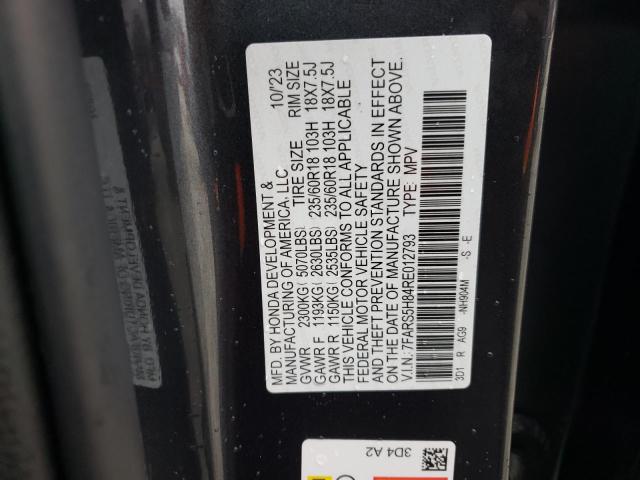 MFD. BY HONDA DEVELOPMENT & 10/23
MANUFACTURING OF AMERICA, LLC
TIRE SIZE RIM SIZE
GVWR 2300KG (5070LBS)
GAWR F 1193KG (2630LBS) 235/60R18 103H 18X7.5J
GAWR R 1150KG (2535LBS) 235/60R18 103H 18X7.5J
THIS VEHICLE CONFORMS TO ALL APPLICABLE
FEDERAL MOTOR VEHICLE SAFETY
AND THEFT PREVENTION STANDARDS IN EFFECT
ON THE DATE OF MANUFACTURE SHOWN ABOVE.
V.I.N.: 7FARS5H84RE012793 TYPE: MPV
3D1 R AG9 -NH904M -S -E
3D4 A2